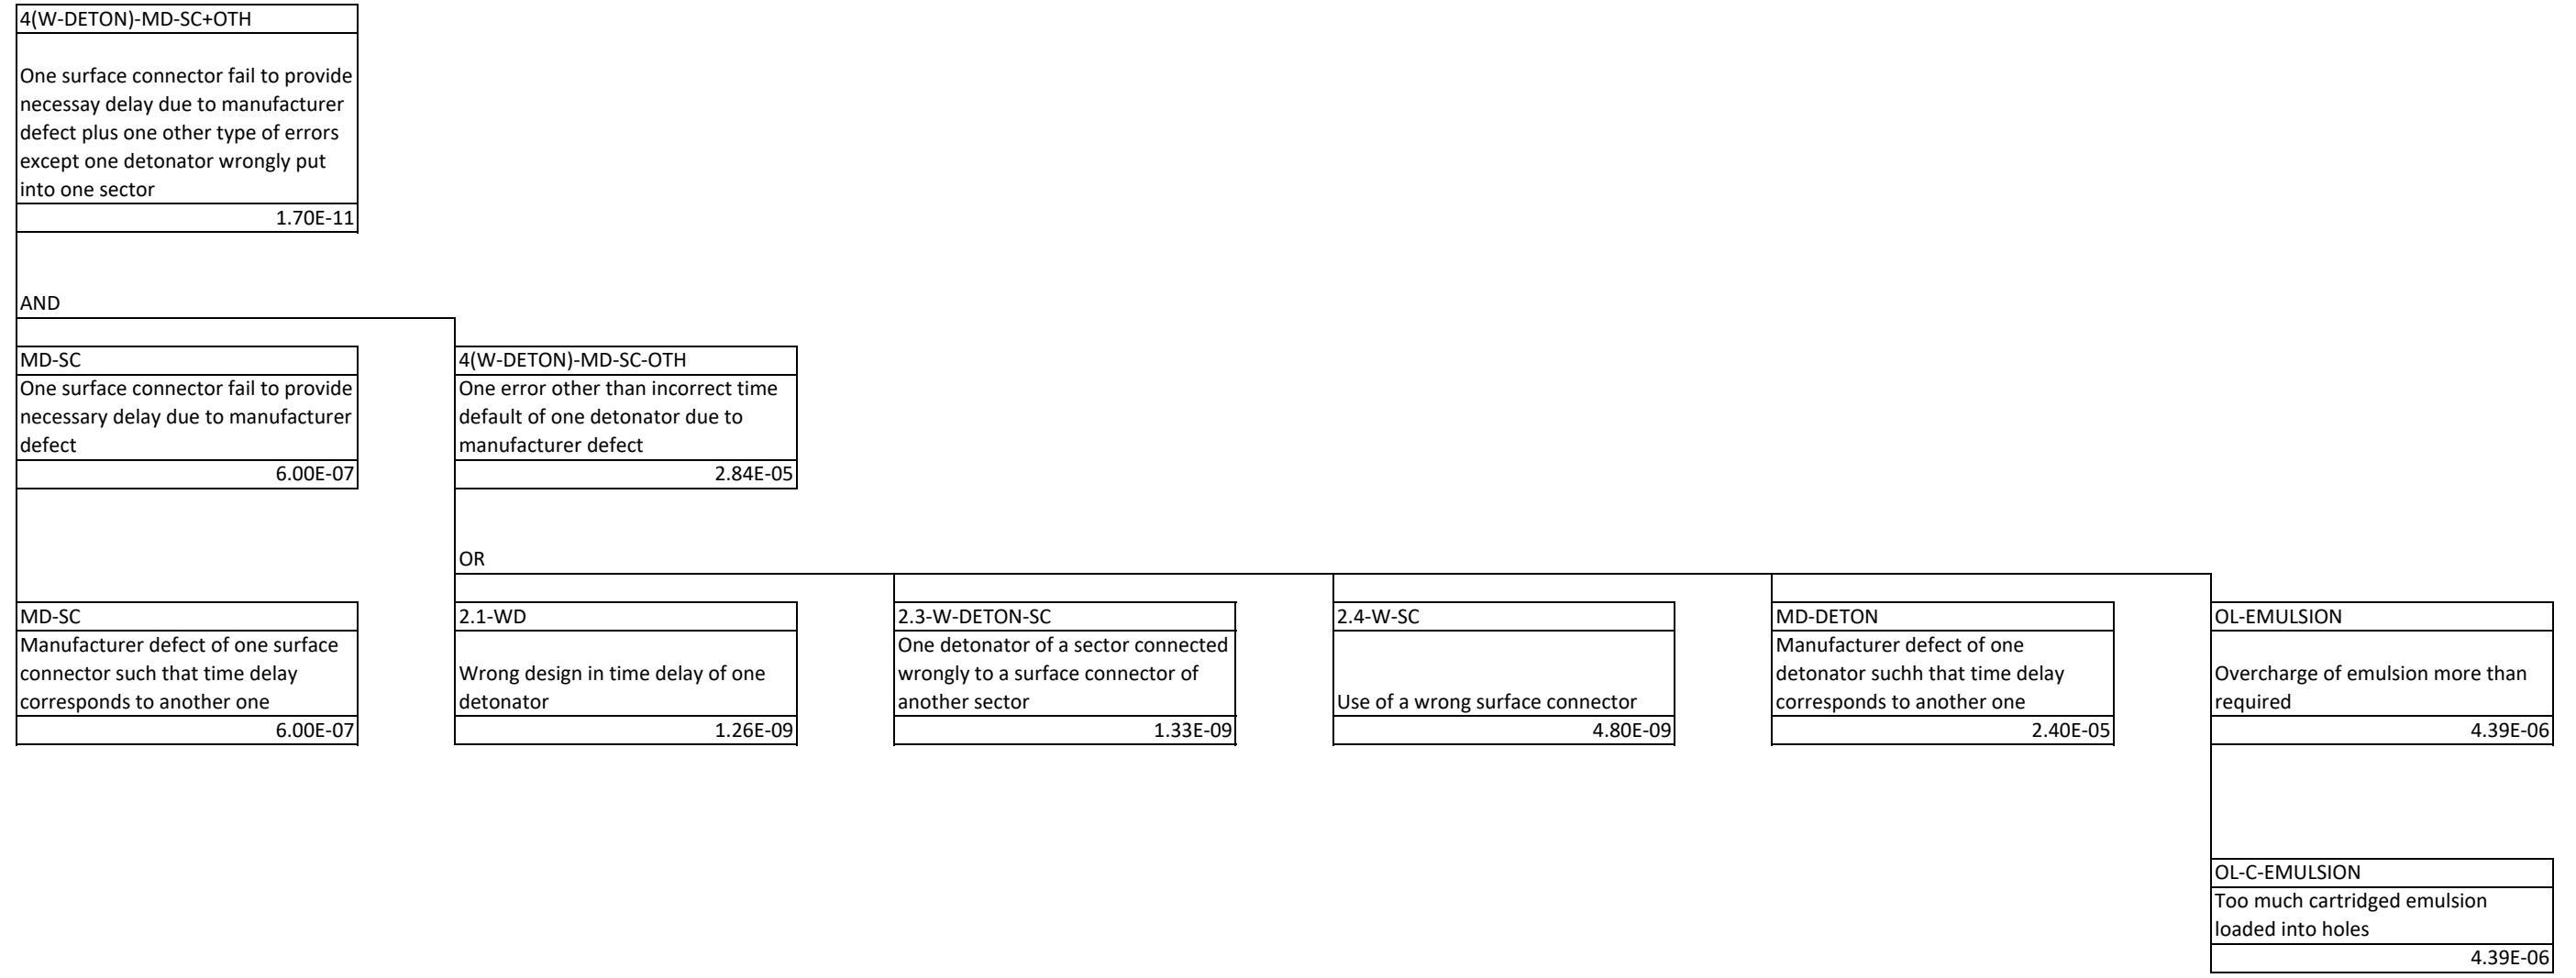 4(W-DETON)-MD-SC+OTH
One surface connector fail to provide
necessay delay due to manufacturer
defect plus one other type of errors
except one detonator wrongly put
into one sector
1.70E-11
AND
MD-SC
One surface connector fail to provide
necessary delay due to manufacturer
defect
6.00E-07
4(W-DETON)-MD-SC-OTH
One error other than incorrect time
default of one detonator due to
manufacturer defect
2.84E-05
OR
MD-SC
Manufacturer defect of one surface
connector such that time delay
corresponds to another one
6.00E-07
2.1-WD
Wrong design in time delay of one
detonator
1.26E-09
2.3-W-DETON-SC
One detonator of a sector connected
wrongly to a surface connector of
another sector
1.33E-09
2.4-W-SC
Use of a wrong surface connector
4.80E-09
MD-DETON
Manufacturer defect of one
detonator suchh that time delay
corresponds to another one
2.40E-05
OL-EMULSION
Overcharge of emulsion more than
required
4.39E-06
OL-C-EMULSION
Too much cartridged emulsion
loaded into holes
4.39E-06